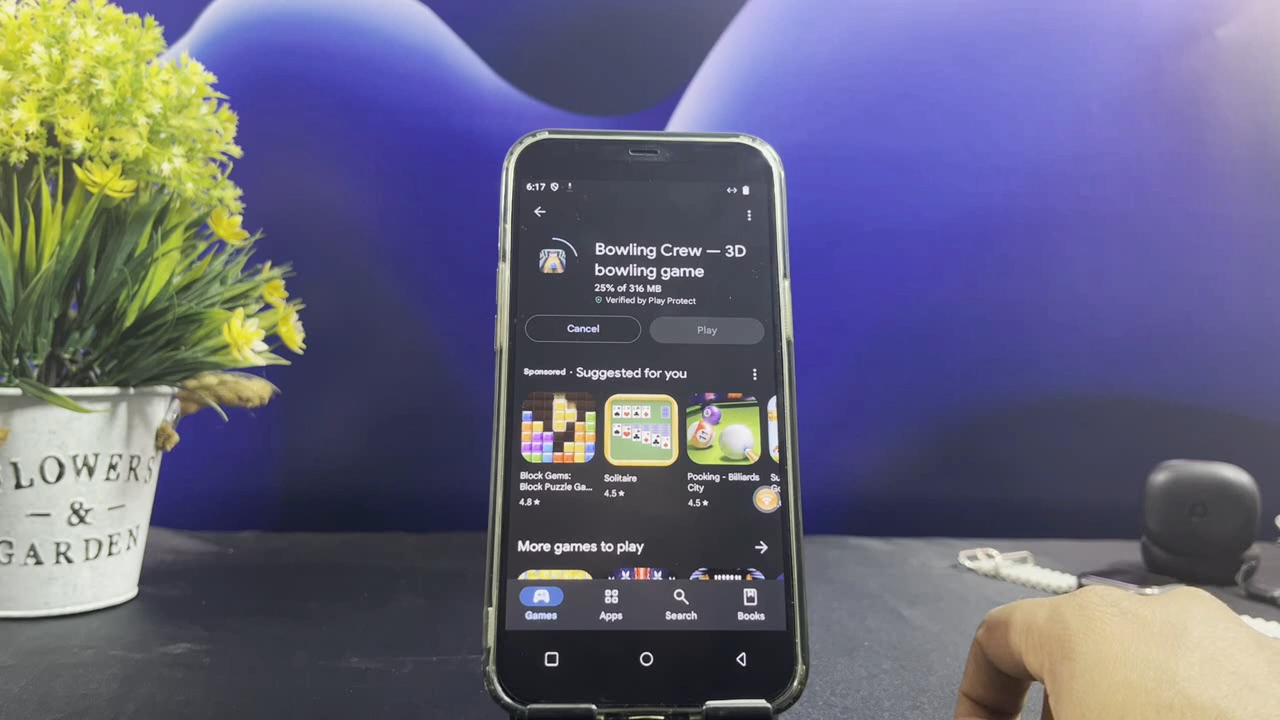 6:17
Bowling Crew — 3D
bowling game
25% of 316 MB
Verified by Play Protect
Cancel
Play
Sponsored · Suggested for you
Block Gems:
Block Puzzle Ga...
4.8 ★
Solitaire
4.5 ★
Pooking - Billiards
City
4.5 ★
More games to play
Games
Apps
Search
Books
FLOWERS
– & –
GARDEN